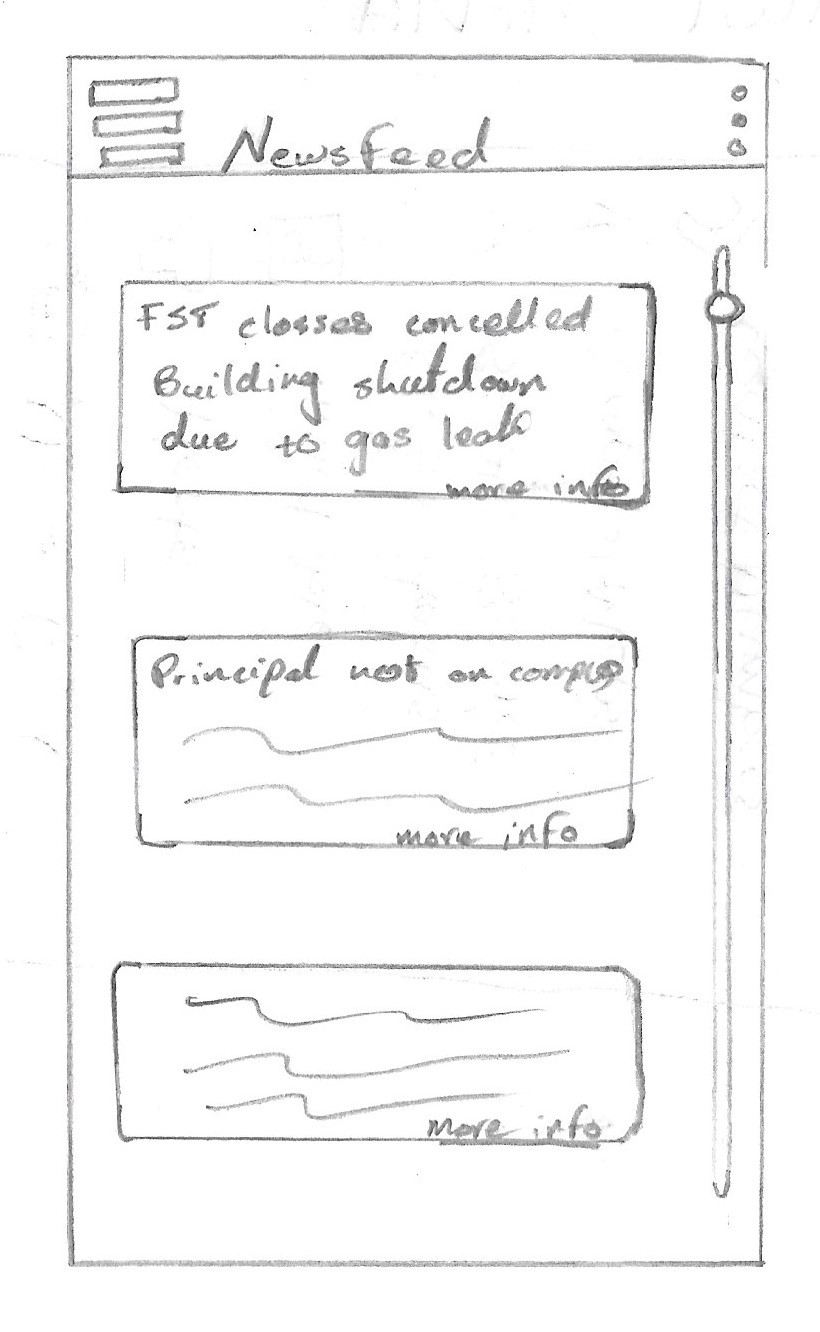 Newsfeed
FST classes cancelled
Building shutdown
due to gas leak
more info
Principal not on campus
more info
more info